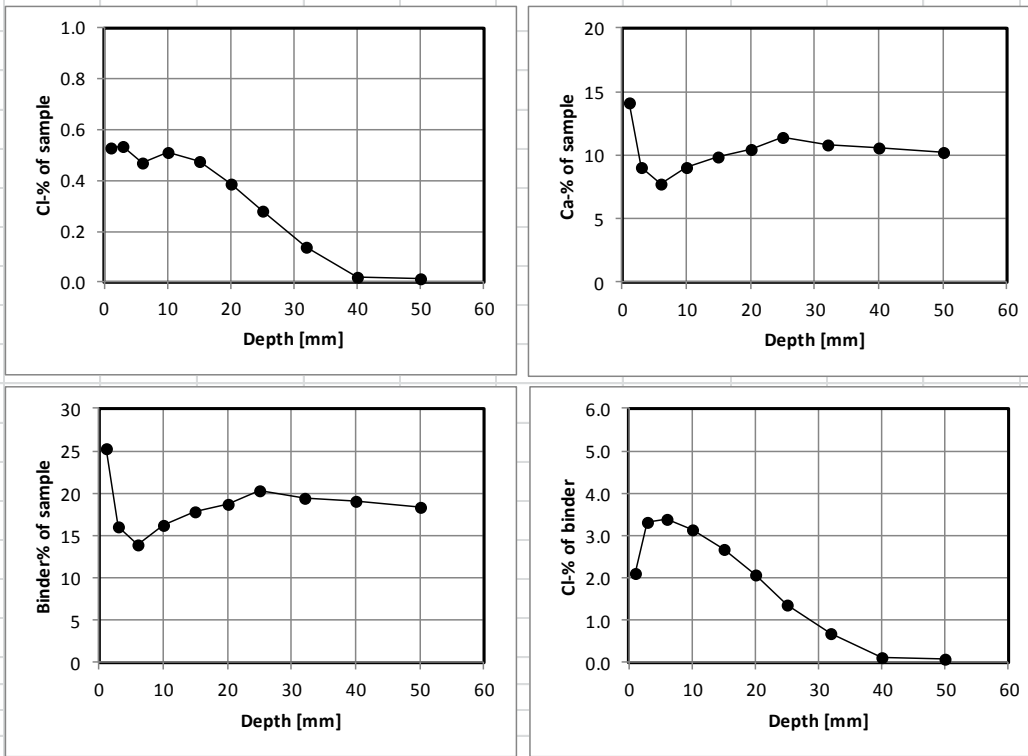 1.0
0.8
0.6
0.4
0.2
0.0
Cl-% of sample
0 10 20 30 40 50 60
Depth [mm]
20
15
10
5
0
Ca-% of sample
0 10 20 30 40 50 60
Depth [mm]
30
25
20
15
10
5
0
Binder% of sample
0 10 20 30 40 50 60
Depth [mm]
6.0
5.0
4.0
3.0
2.0
1.0
0.0
Cl-% of binder
0 10 20 30 40 50 60
Depth [mm]